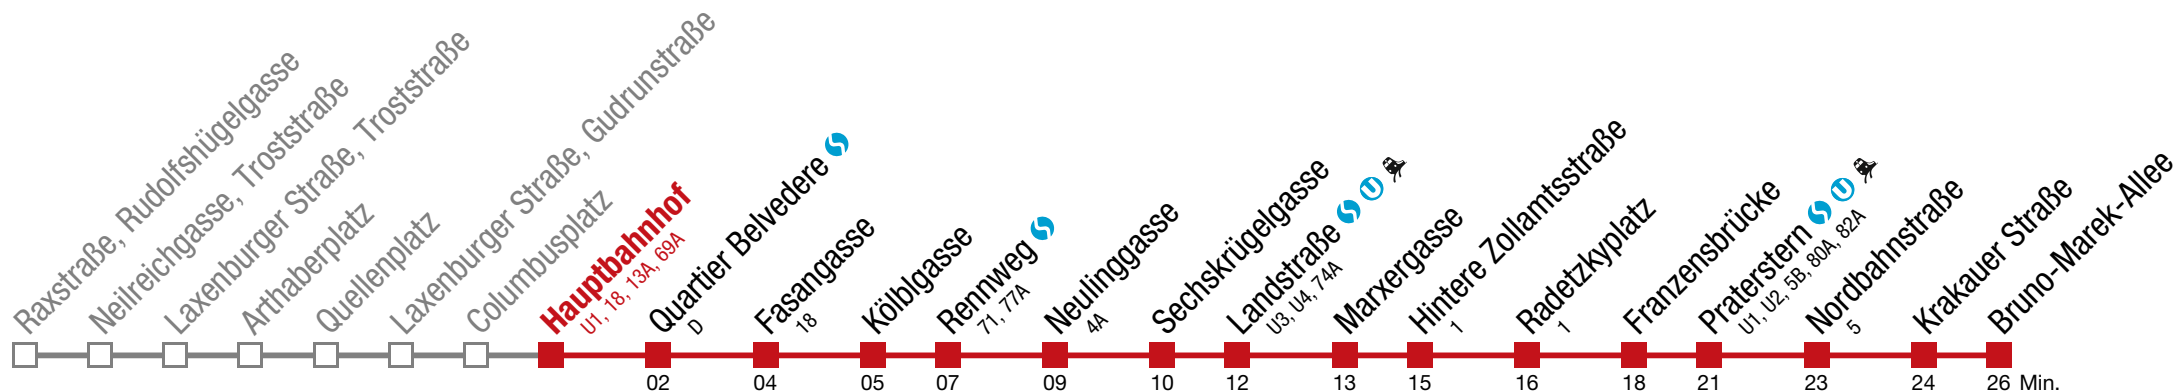 Raxstraße, Rudolfshügelgasse
Neilreichgasse, Troststraße
Laxenburger Straße, Troststraße
Arthaberplatz
Quellenplatz
Laxenburger Straße, Gudrunstraße
Columbusplatz
Hauptbahnhof
U1, 18, 13A, 69A
Quartier Belvedere
D
Fasangasse
18
Kölblgasse
Rennweg
71, 77A
Neulinggasse
4A
Sechskrügelgasse
Landstraße
U3, U4, 74A
Marxergasse
Hintere Zollamtsstraße
1
Radetzkyplatz
1
Franzensbrücke
Praterstern
U1, U2, 5B, 80A, 82A
Nordbahnstraße
5
Krakauer Straße
Bruno-Marek-Allee
02 04 05 07 09 10 12 13 15 16 18 21 23 24 26 Min.